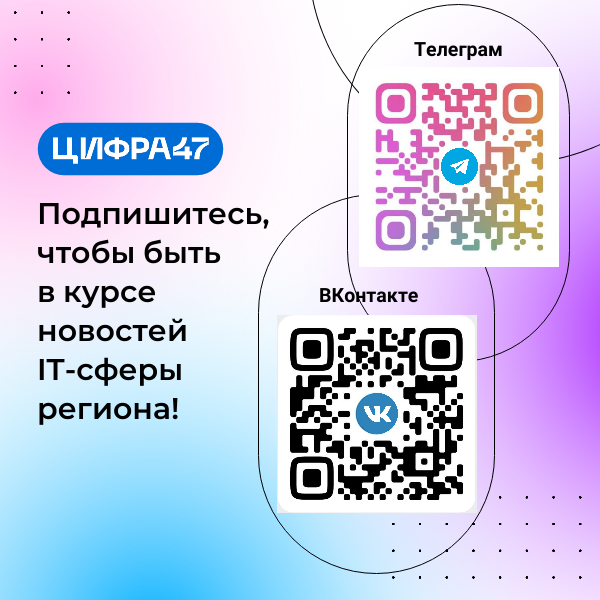 Телеграм
ЦИФРА47
Подпишитесь,
чтобы быть
в курсе
новостей
IT-сферы
региона!
ВКонтакте